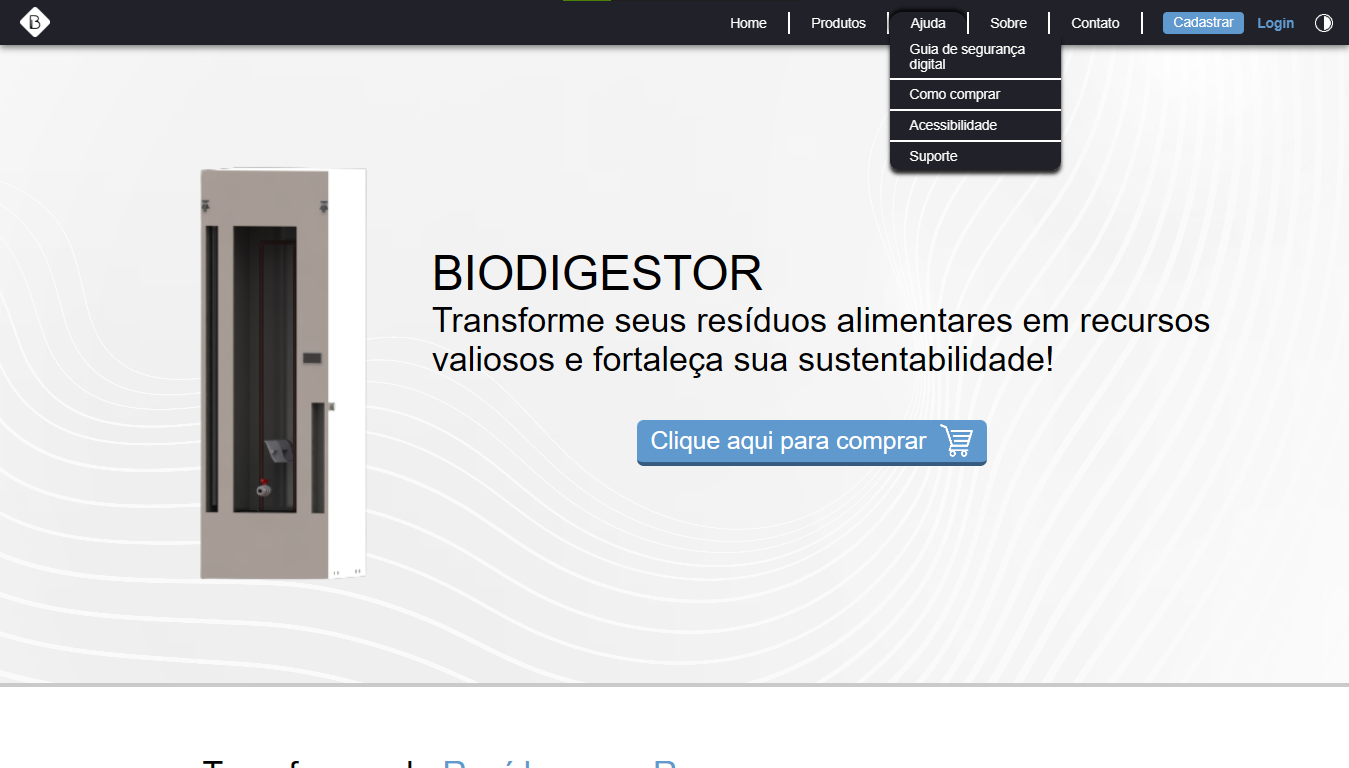 B
Home
Produtos
Ajuda
Sobre
Contato
Cadastrar
Login
Guia de segurança
digital
Como comprar
Acessibilidade
Suporte
BIODIGESTOR
Transforme seus resíduos alimentares em recursos
valiosos e fortaleça sua sustentabilidade!
Clique aqui para comprar